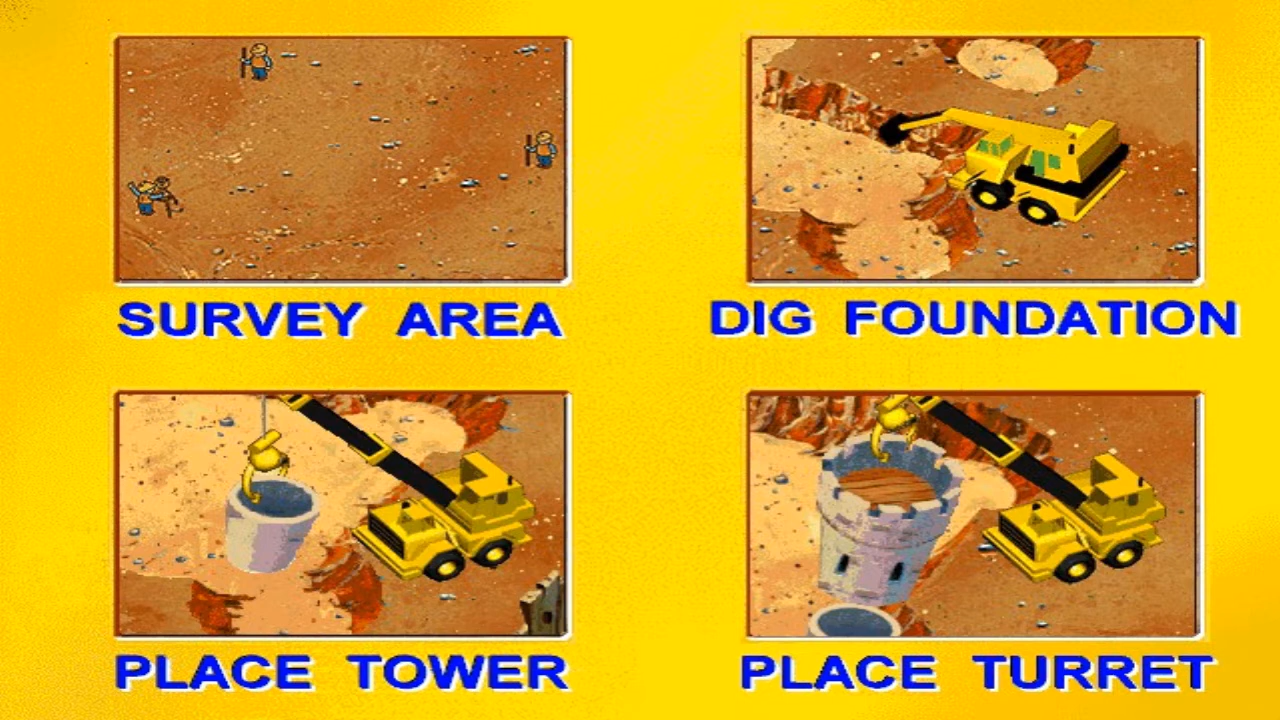 SURVEY AREA
DIG FOUNDATION
PLACE TOWER
PLACE TURRET